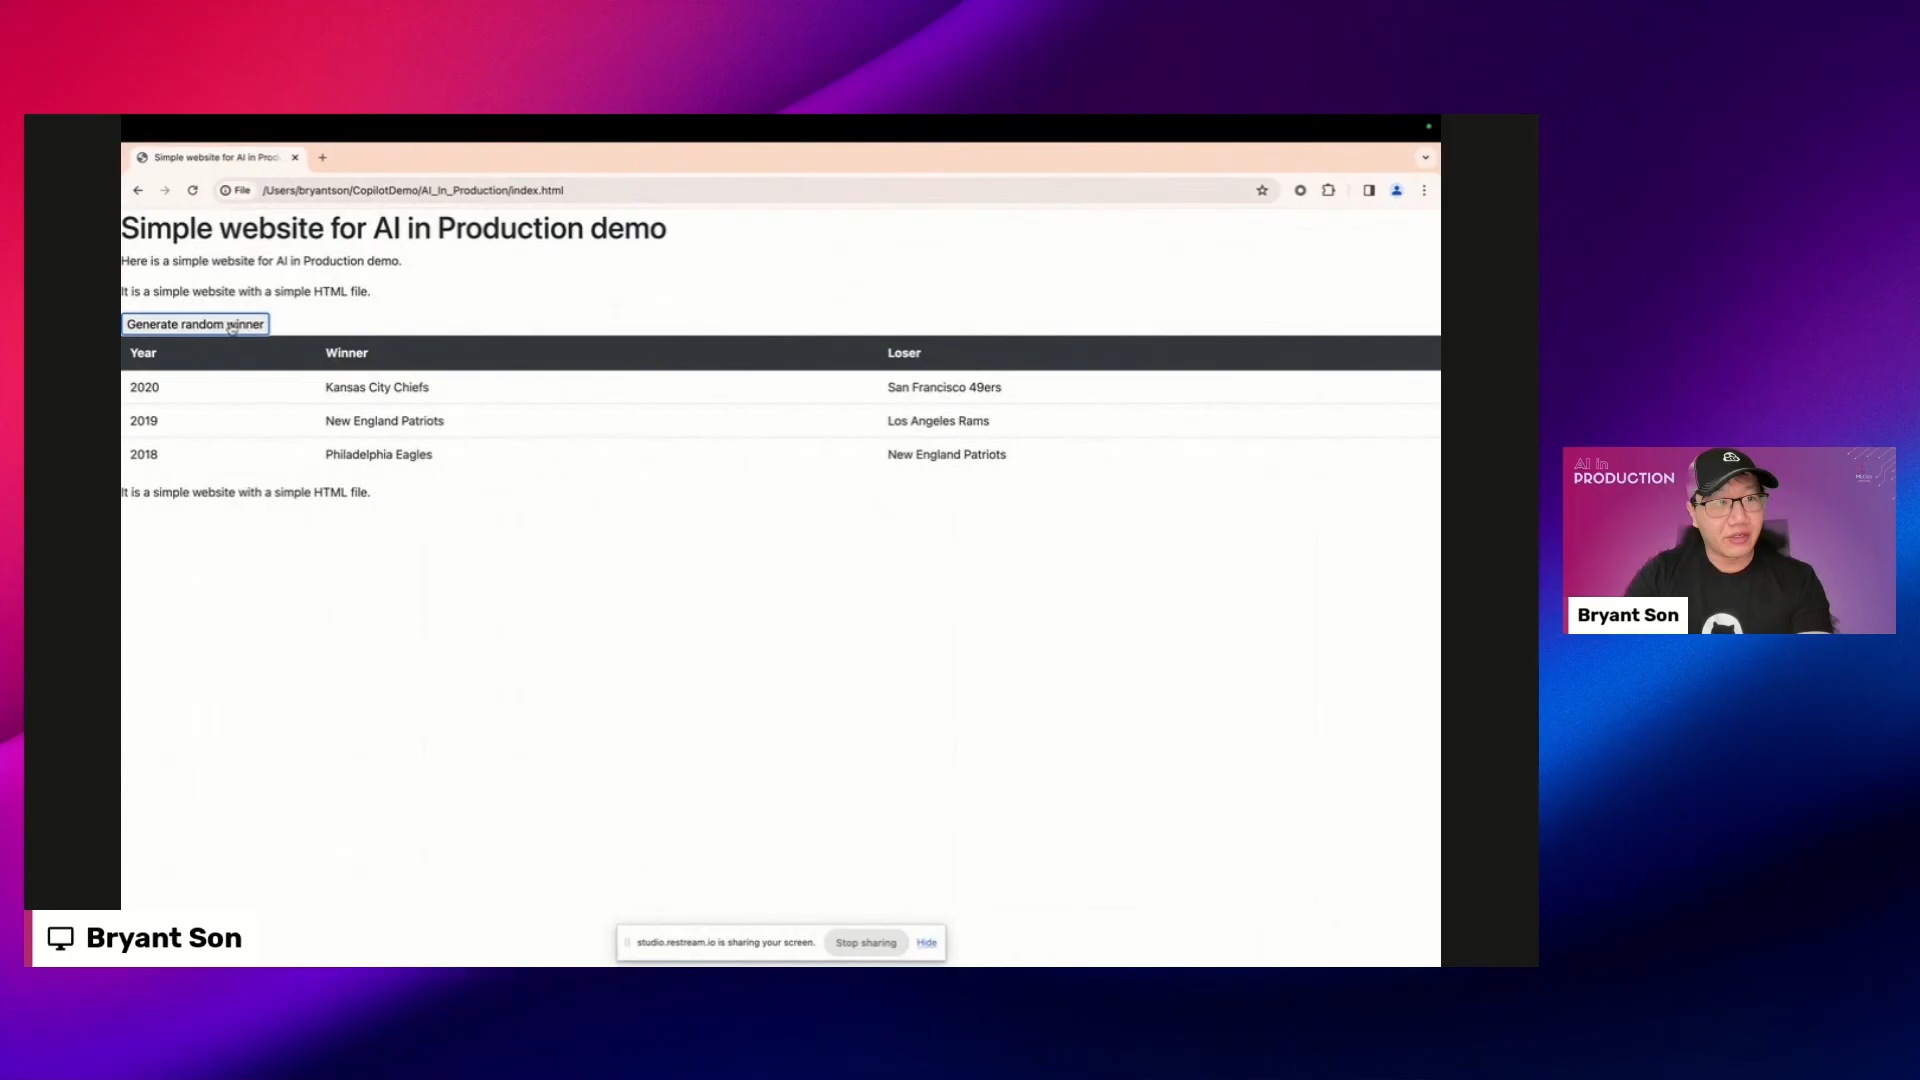 Simple website for AI in Prod
File /Users/bryantson/CopilotDemo/AI_In_Production/index.html
Simple website for AI in Production demo
Here is a simple website for AI in Production demo.
It is a simple website with a simple HTML file.
Generate random winner
Year Winner Loser
2020 Kansas City Chiefs San Francisco 49ers
2019 New England Patriots Los Angeles Rams
2018 Philadelphia Eagles New England Patriots
It is a simple website with a simple HTML file.
studio.restream.io is sharing your screen. Stop sharing Hide
Bryant Son
AI in
PRODUCTION
Bryant Son